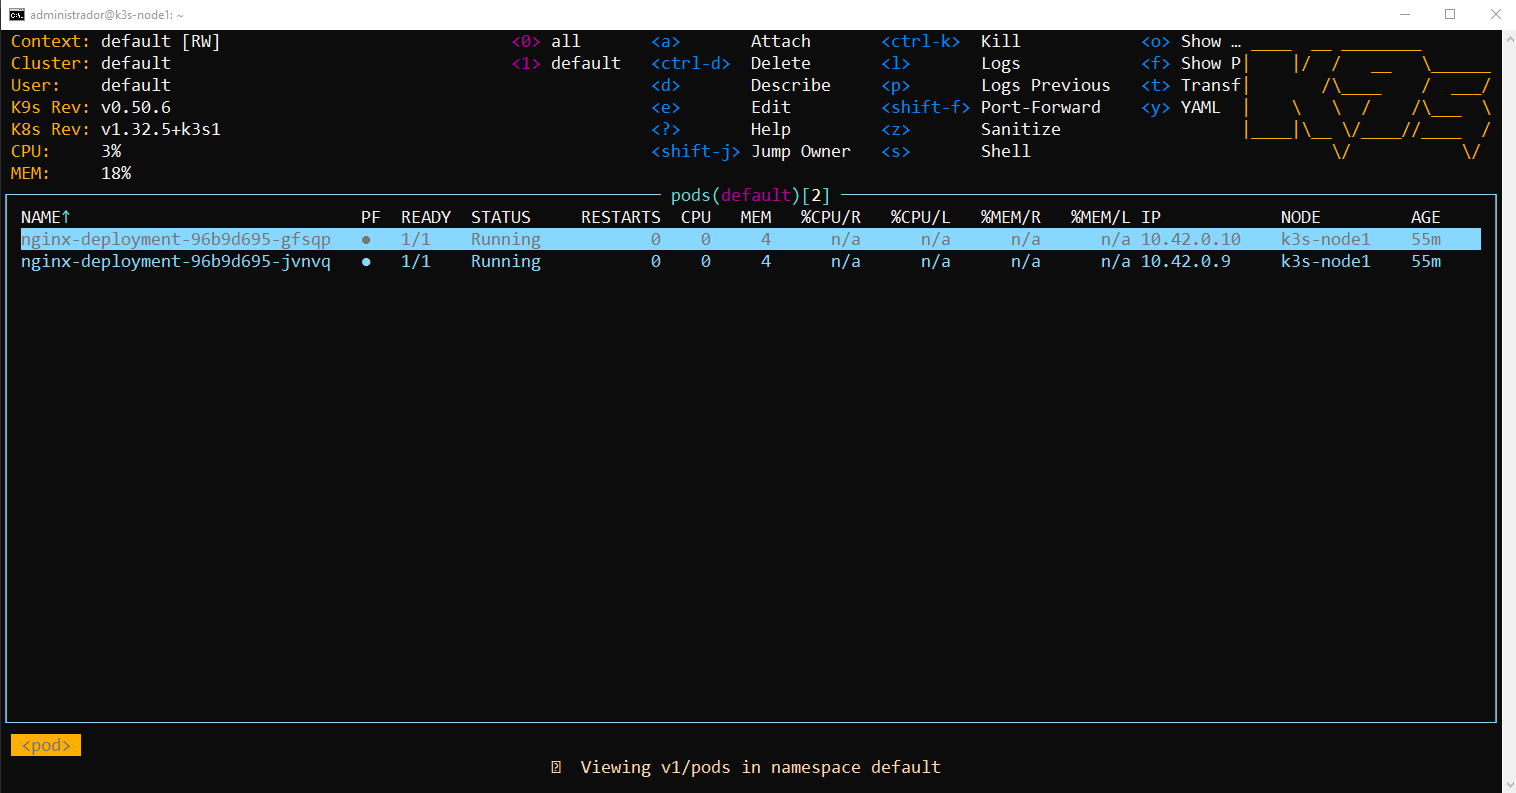 administrador@k3s-node1: ~
Context: default [RW] <0> all <a> Attach <ctrl-k> Kill <o> Show …
Cluster: default <1> default <ctrl-d> Delete <l> Logs <f> Show P
User: default <d> Describe <p> Logs Previous <t> Transf
K9s Rev: v0.50.6 <e> Edit <shift-f> Port-Forward <y> YAML
K8s Rev: v1.32.5+k3s1 <?> Help <z> Sanitize
CPU: 3% <shift-j> Jump Owner <s> Shell
MEM: 18%
pods(default)[2]
NAME↑ PF READY STATUS RESTARTS CPU MEM %CPU/R %CPU/L %MEM/R %MEM/L IP NODE AGE
nginx-deployment-96b9d695-gfsqp ● 1/1 Running 0 0 4 n/a n/a n/a n/a 10.42.0.10 k3s-node1 55m
nginx-deployment-96b9d695-jvnvq ● 1/1 Running 0 0 4 n/a n/a n/a n/a 10.42.0.9 k3s-node1 55m
<pod>
Viewing v1/pods in namespace default